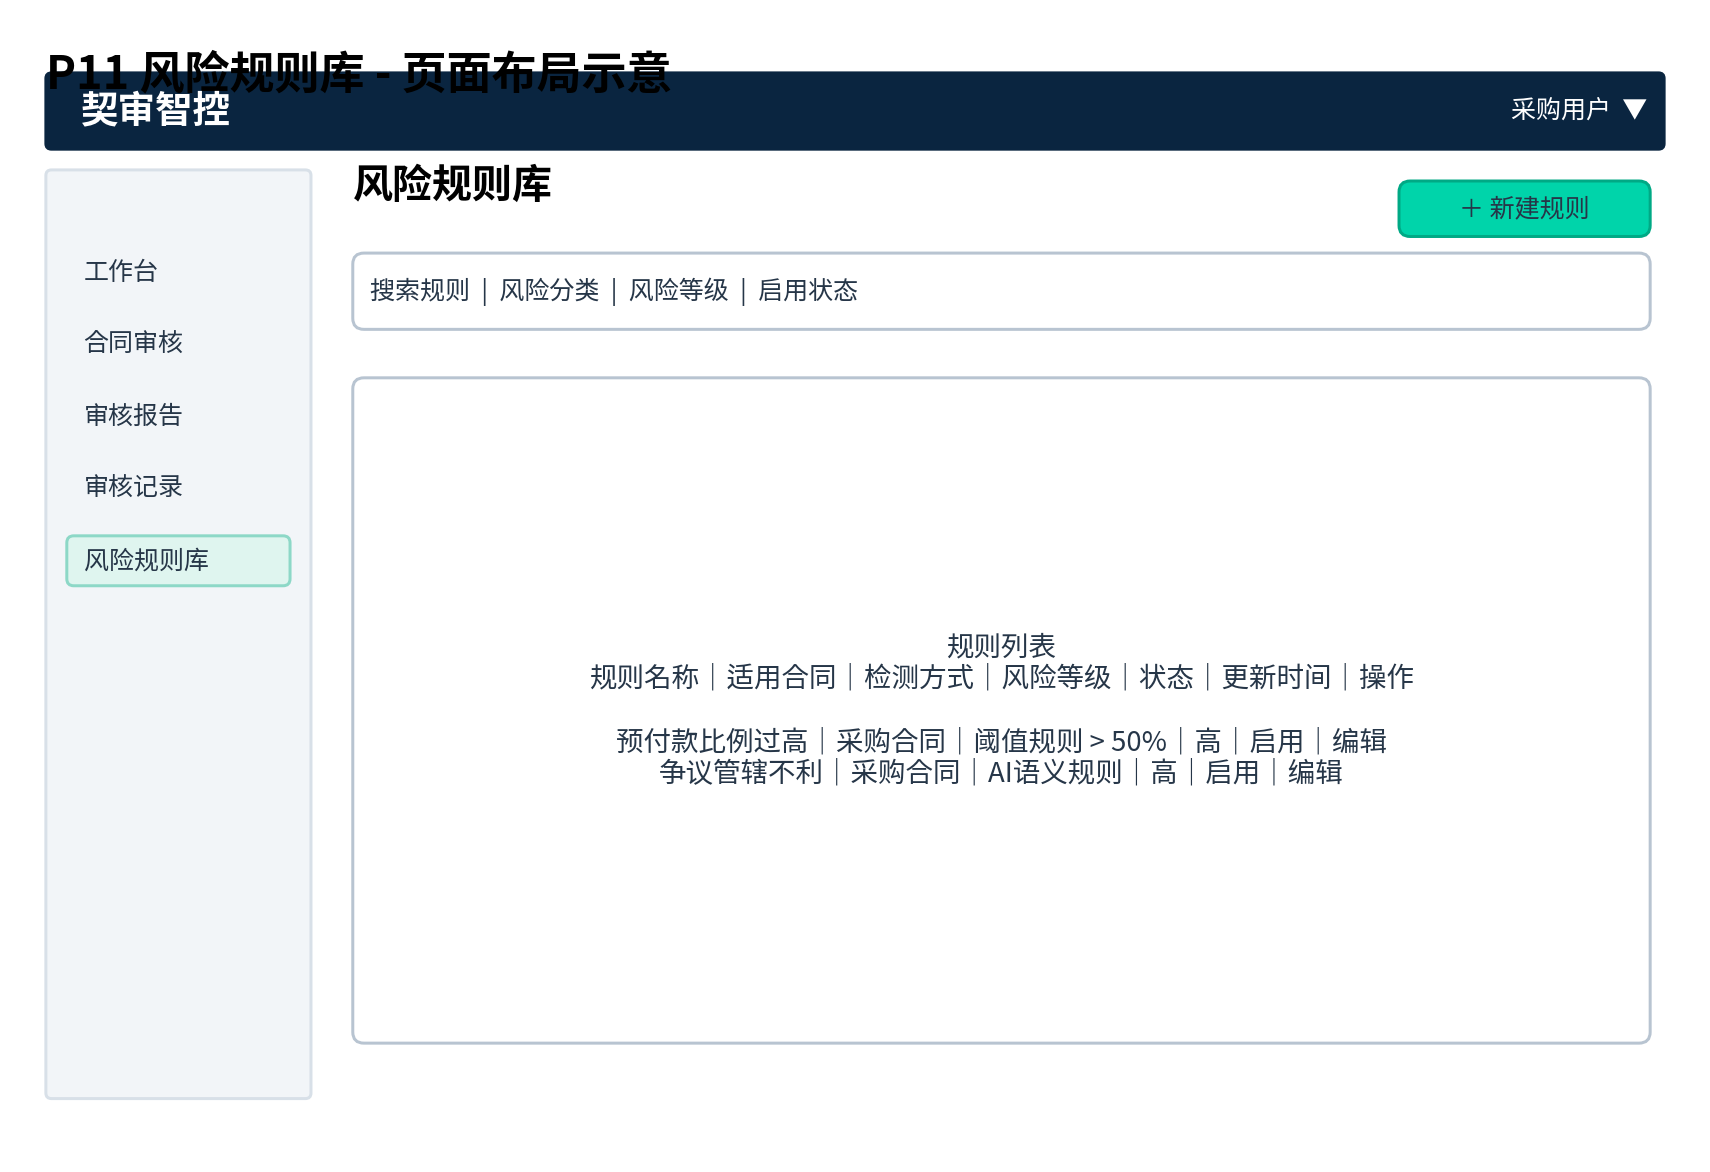 P11 风险规则库 - 页面布局示意
契审智控
采购用户 ▼
风险规则库
＋ 新建规则
搜索规则｜风险分类｜风险等级｜启用状态
工作台
合同审核
审核报告
审核记录
风险规则库
规则列表
规则名称｜适用合同｜检测方式｜风险等级｜状态｜更新时间｜操作
预付款比例过高｜采购合同｜阈值规则 > 50%｜高｜启用｜编辑
争议管辖不利｜采购合同｜AI语义规则｜高｜启用｜编辑